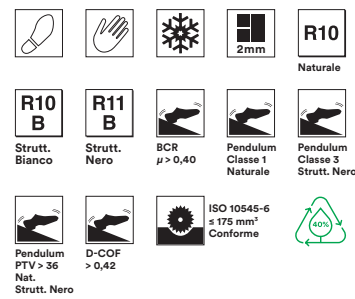 2mm
R10
Naturale
R10
B
Strutt.
Bianco
R11
B
Strutt.
Nero
BCR
μ > 0,40
Pendulum
Classe 1
Naturale
Pendulum
Classe 3
Strutt. Nero
Pendulum
PTV > 36
Nat.
Strutt. Nero
D-COF
> 0,42
ISO 10545-6
≤ 175 mm³
Conforme
40%